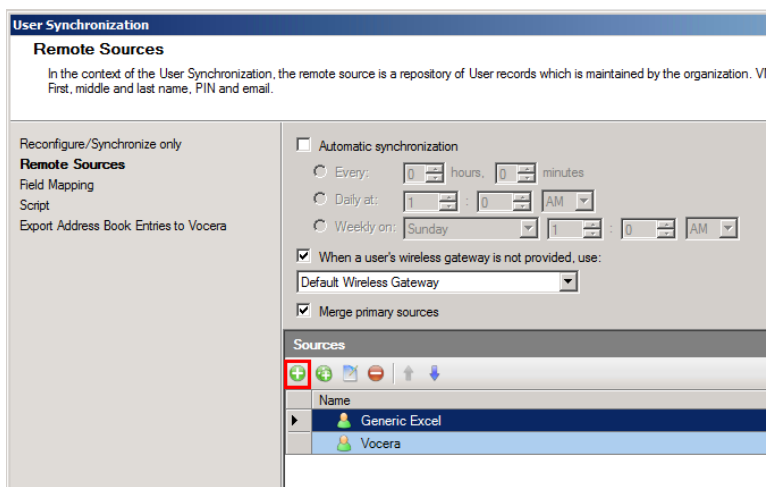 User Synchronization
Remote Sources
In the context of the User Synchronization, the remote source is a repository of User records which is maintained by the organization.
First, middle and last name, PIN and email.
Reconfigure/Synchronize only
Remote Sources
Field Mapping
Script
Export Address Book Entries to Vocera
Automatic synchronization
Every: 0 hours, 0 minutes
Daily at: 1 : 0 AM
Weekly on: Sunday 1 : 0 AM
When a user's wireless gateway is not provided, use:
Default Wireless Gateway
Merge primary sources
Sources
Name
Generic Excel
Vocera